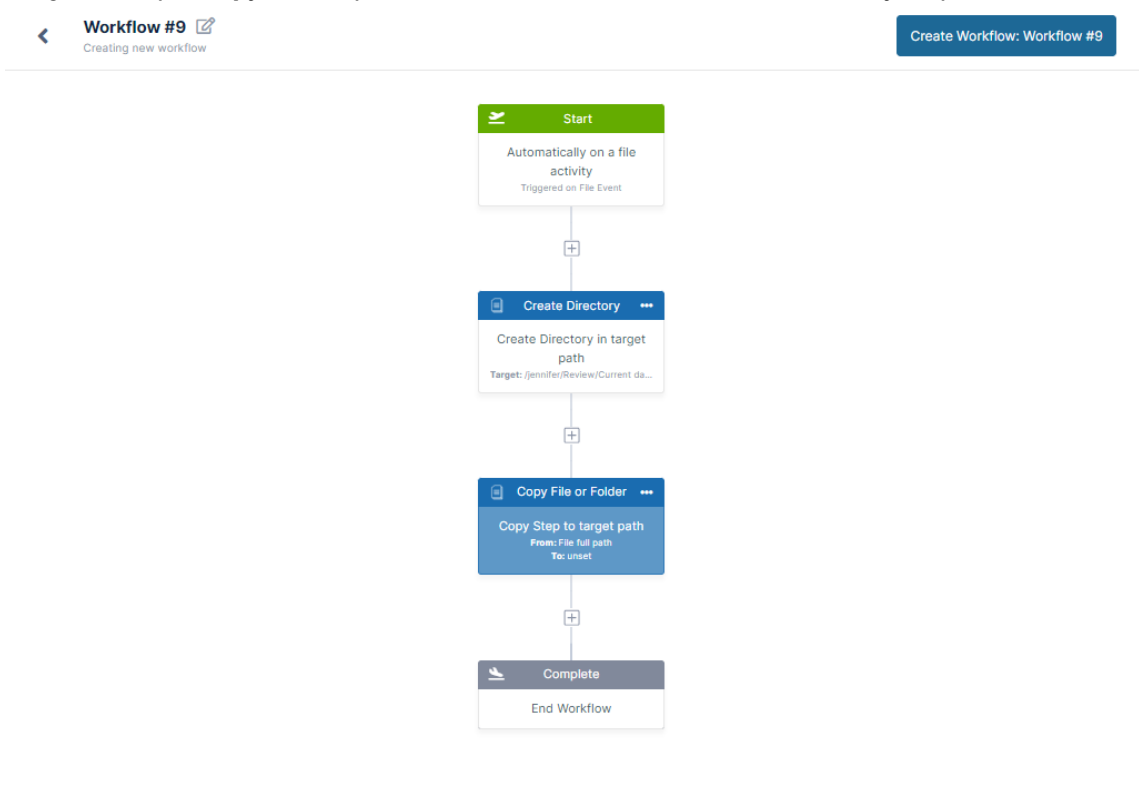 Workflow #9
Creating new workflow
Create Workflow: Workflow #9
Start
Automatically on a file
activity
Triggered on File Event
Create Directory
Create Directory in target
path
Target: /jennifer/Review/Current da...
Copy File or Folder
Copy Step to target path
From: File full path
To: unset
Complete
End Workflow